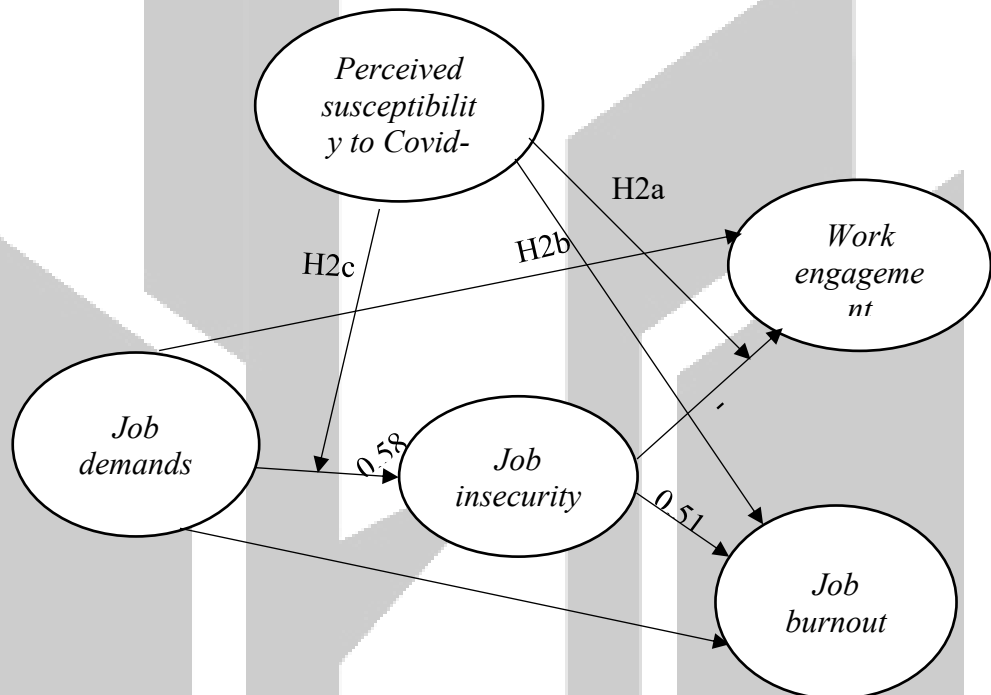 Perceived
susceptibilit
y to Covid-
H2a
H2b
H2c
Work
engageme
nt
Job
demands
0.58
Job
insecurity
-
0.51
Job
burnout